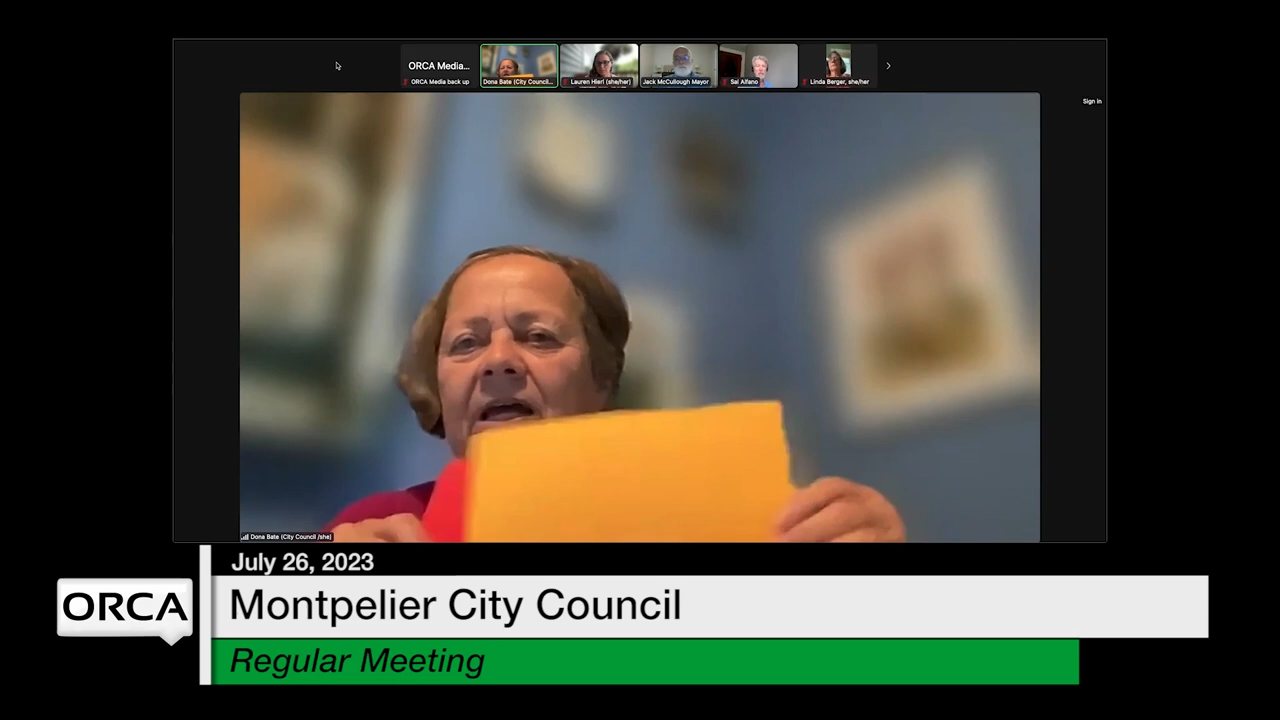 ORCA Media...
ORCA Media back up
Dona Bate (City Council...
Lauren Hierl (she/her)
Jack McCullough Mayor
Sal Alfano
Linda Berger, she/her
Sign in
Dona Bate (City Council /she)
July 26, 2023
ORCA
Montpelier City Council
Regular Meeting